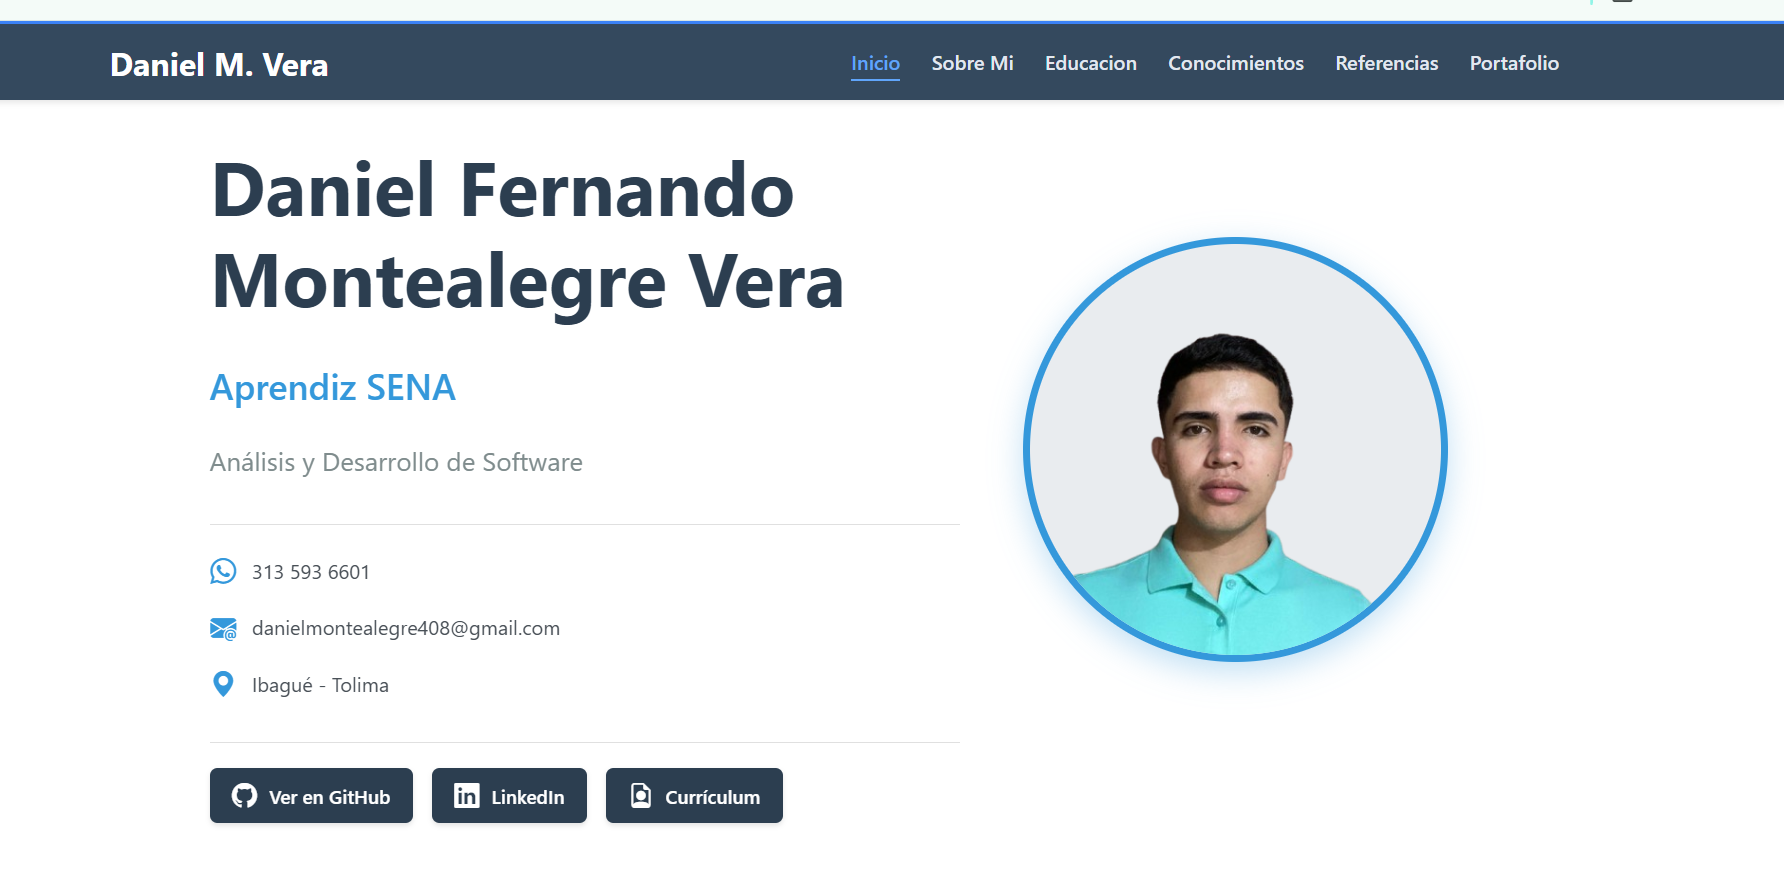 Daniel M. Vera
Inicio Sobre Mi Educacion Conocimientos Referencias Portafolio
Daniel Fernando
Montealegre Vera
Aprendiz SENA
Análisis y Desarrollo de Software
313 593 6601
danielmontealegre408@gmail.com
Ibagué - Tolima
Ver en GitHub
LinkedIn
Currículum